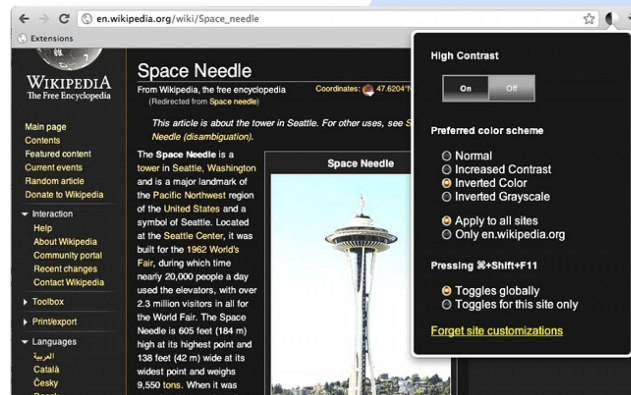 en.wikipedia.org/wiki/Space_needle
Extensions
WIKIPEDIA
The Free Encyclopedia
Main page
Contents
Featured content
Current events
Random article
Donate to Wikipedia
Interaction
Help
About Wikipedia
Community portal
Recent changes
Contact Wikipedia
Toolbox
Print/export
Languages
العربية
Català
Česky
Space Needle
From Wikipedia, the free encyclopedia
Coordinates: 47.6204°
(Redirected from Space needle)
This article is about the tower in Seattle. For other uses, see S
Needle (disambiguation).
The Space Needle is a
tower in Seattle, Washington
and is a major landmark of
the Pacific Northwest region
of the United States and a
symbol of Seattle. Located
at the Seattle Center, it was
built for the 1962 World's
Fair, during which time
nearly 20,000 people a day
used the elevators, with over
2.3 million visitors in all for
the World Fair. The Space
Needle is 605 feet (184 m)
high at its highest point and
138 feet (42 m) wide at its
widest point and weighs
9,550 tons. When it was
Space Needle
High Contrast
On Off
Preferred color scheme
Normal
Increased Contrast
Inverted Color
Inverted Grayscale
Apply to all sites
Only en.wikipedia.org
Pressing ⌘+Shift+F11
Toggles globally
Toggles for this site only
Forget site customizations